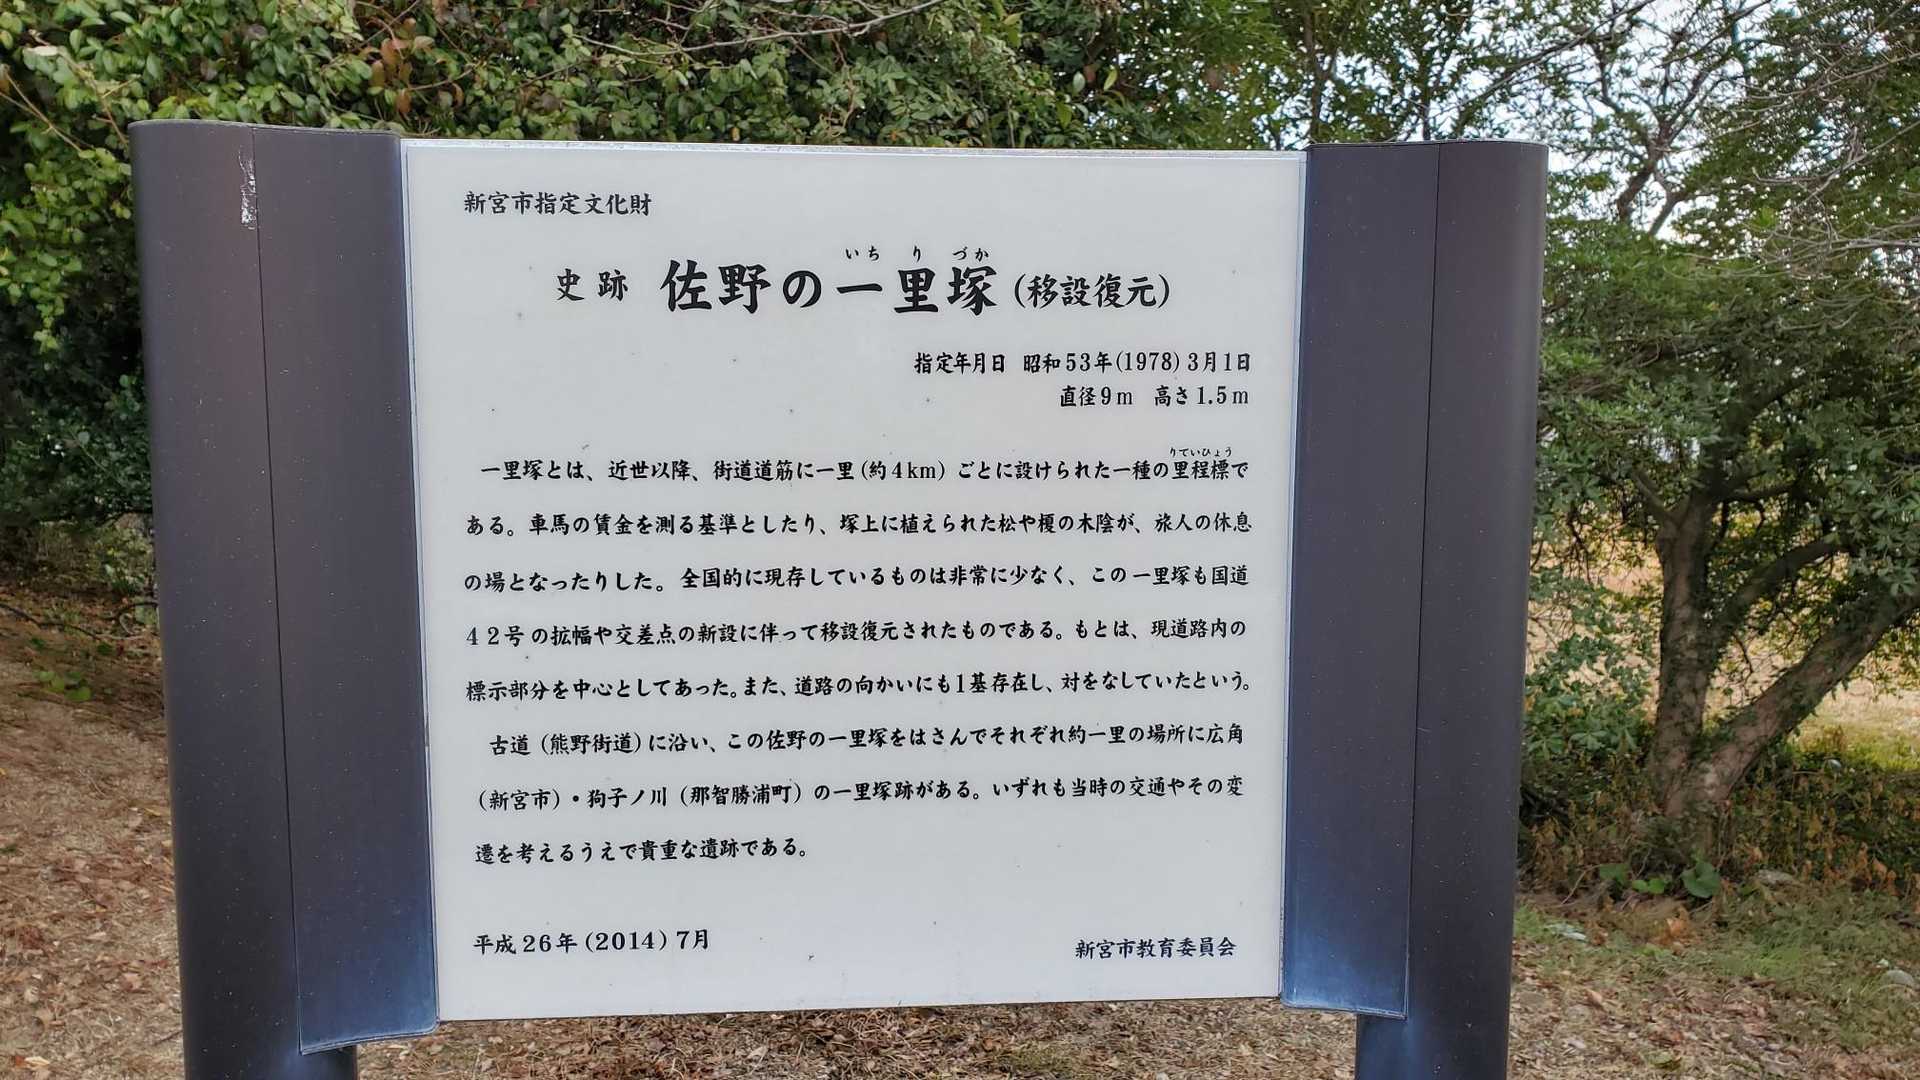 新宮市指定文化財
いちりづか
史跡 佐野の一里塚(移設復元)
指定年月日 昭和53年(1978)3月1日
直径9m 高さ1.5m
りていひょう
一里塚とは、近世以降、街道道筋に一里(約4km)ごとに設けられた一種の里程標で
ある。車馬の賃金を測る基準としたり、塚上に植えられた松や榎の木陰が、旅人の休息
の場となったりした。全国的に現存しているものは非常に少なく、この一里塚も国道
42号の拡幅や交差点の新設に伴って移設復元されたものである。もとは、現道路内の
標示部分を中心としてあった。また、道路の向かいにも1基存在し、対をなしていたという。
古道(熊野街道)に沿い、この佐野の一里塚をはさんでそれぞれ約一里の場所に広角
(新宮市)・狗子ノ川(那智勝浦町)の一里塚跡がある。いずれも当時の交通やその変
遷を考えるうえで貴重な遺跡である。
平成26年(2014)7月
新宮市教育委員会